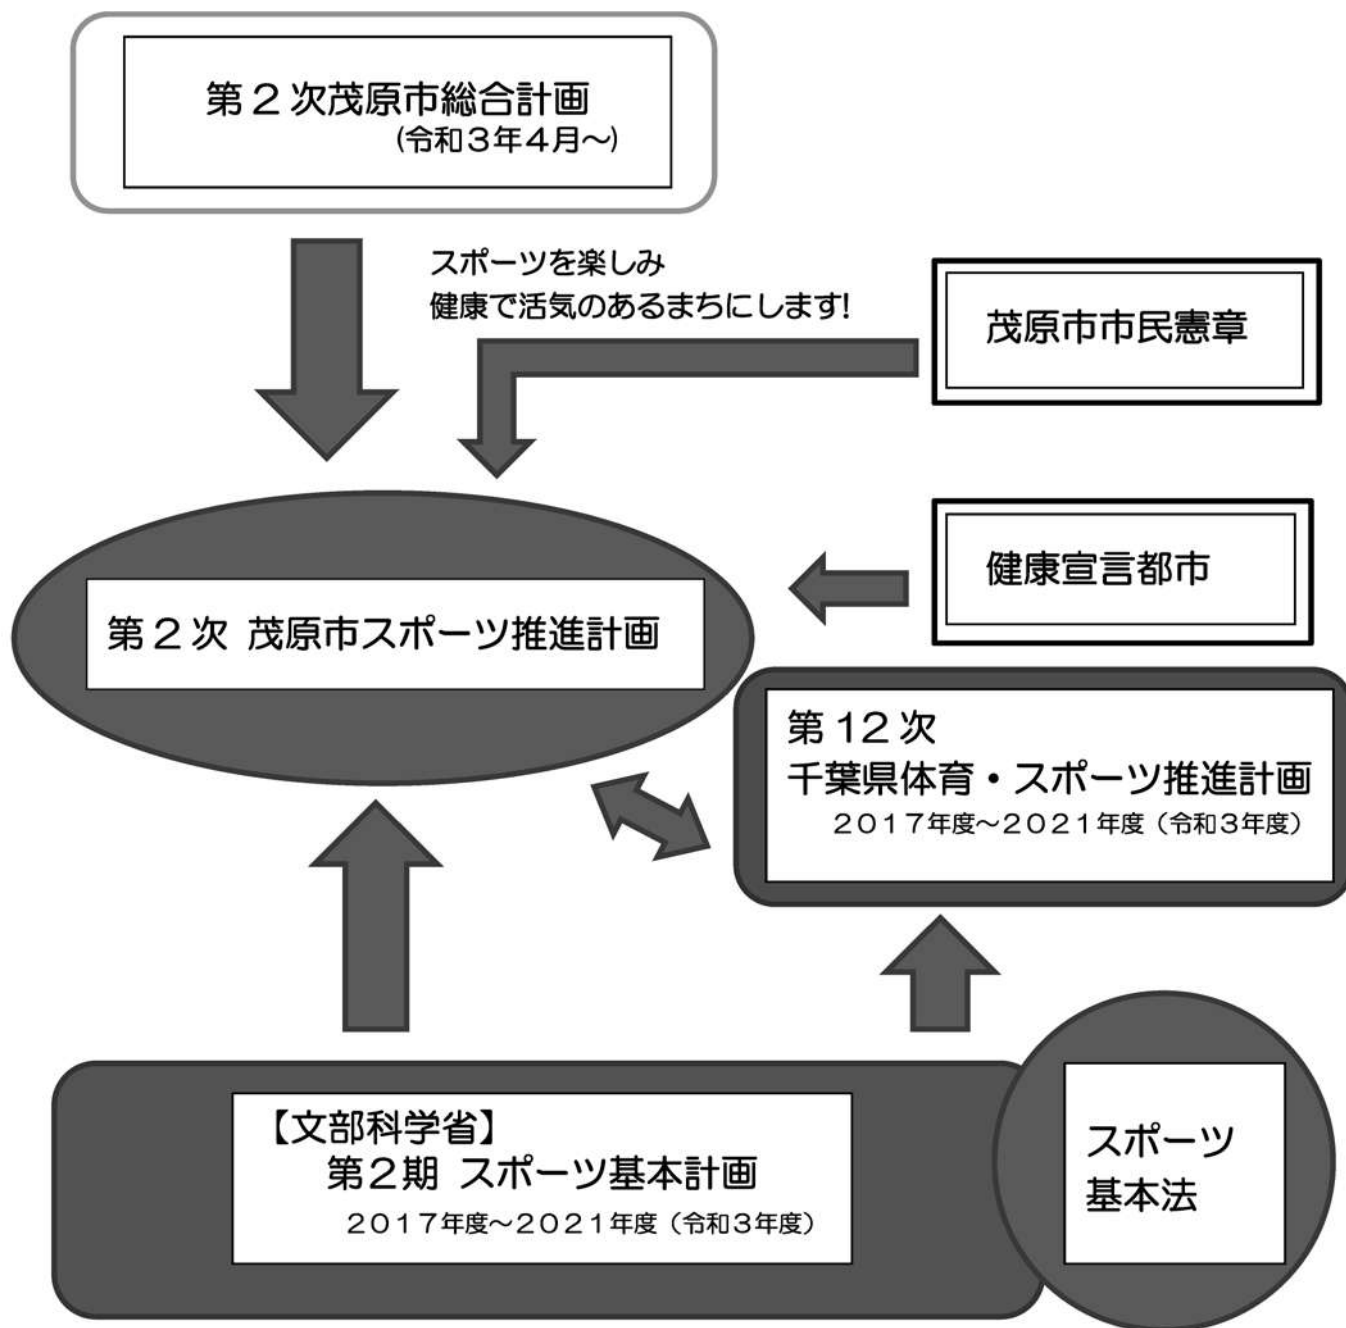 第2次茂原市総合計画
(令和3年4月～)
スポーツを楽しみ
健康で活気のあるまちにします!
茂原市市民憲章
健康宣言都市
第2次 茂原市スポーツ推進計画
第12次
千葉県体育・スポーツ推進計画
２０１７年度～２０２１年度（令和３年度）
【文部科学省】
第２期 スポーツ基本計画
２０１７年度～２０２１年度（令和３年度）
スポーツ
基本法